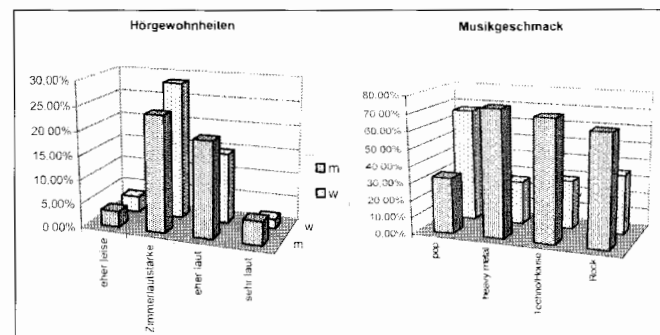 Hörgewohnheiten
30.00%
25.00%
20.00%
15.00%
10.00%
5.00%
0.00%
eher leise
Zimmerlautstärke
eher laut
sehr laut
w
m
m
w
Musikgeschmack
80.00%
70.00%
60.00%
50.00%
40.00%
30.00%
20.00%
10.00%
0.00%
pop
heavy metal
Techno/House
Rock